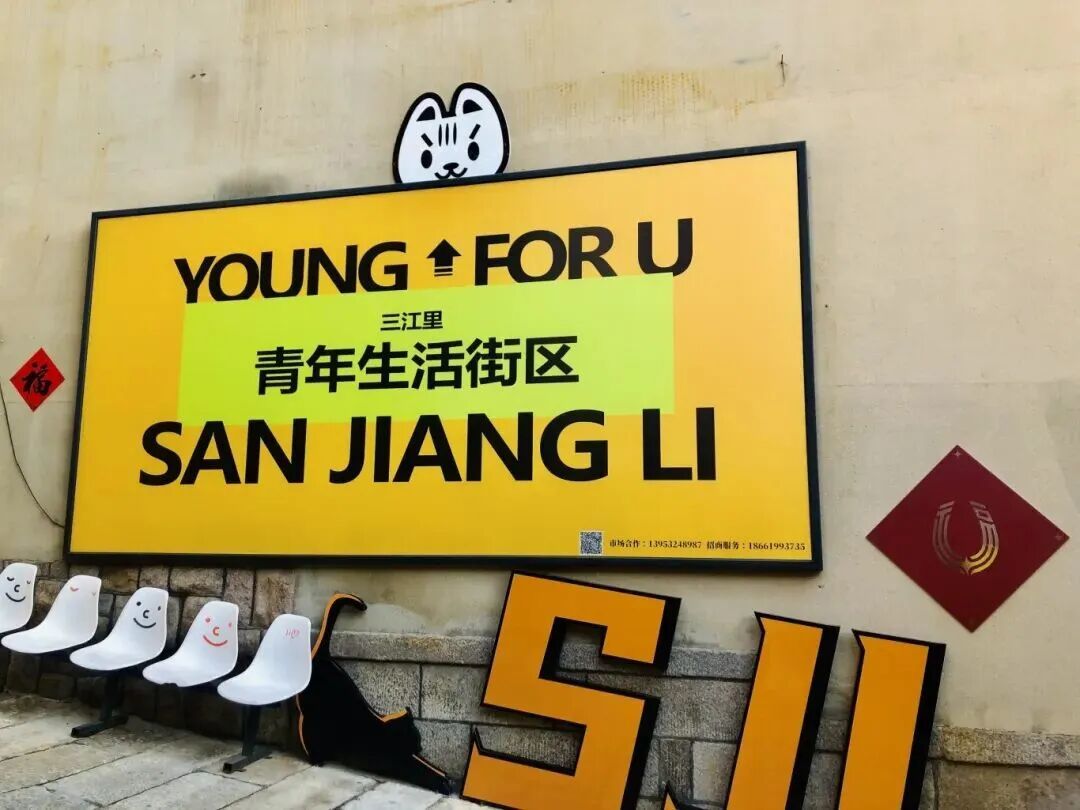 YOUNG FOR U
三江里
青年生活街区
SAN JIANG LI
市场合作:13953248987 招商服务:18661993735
福
SJL